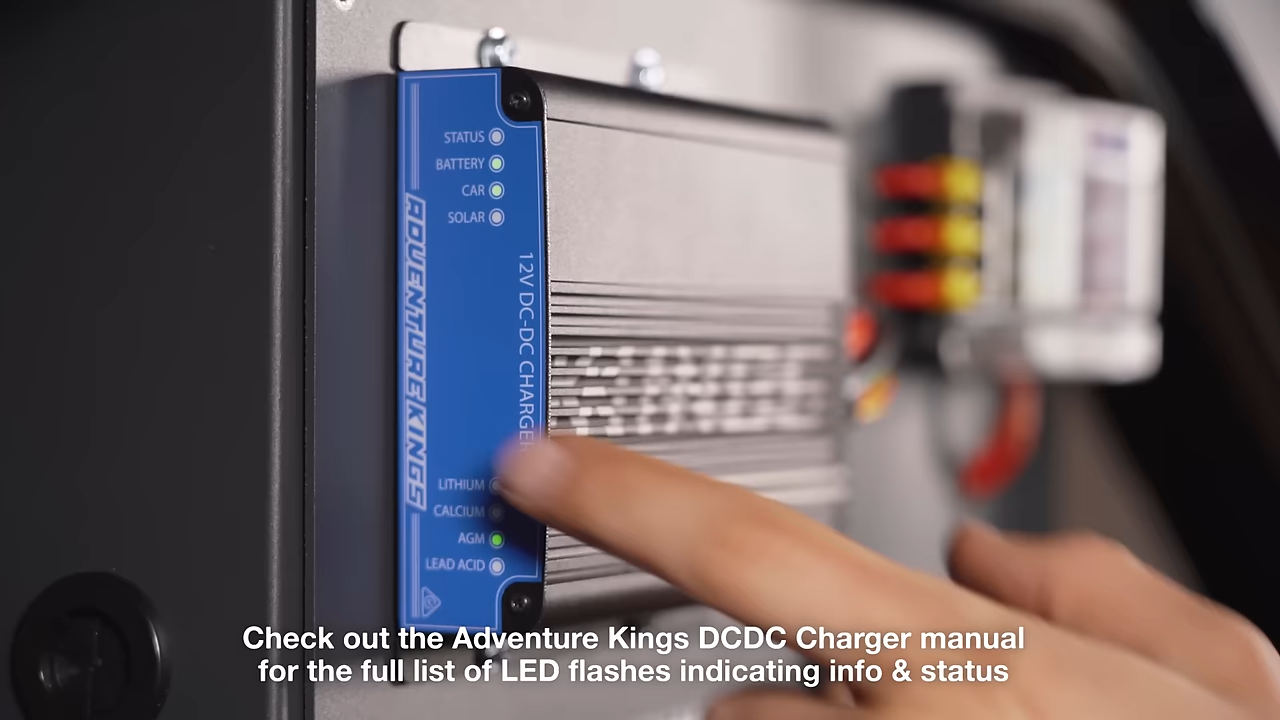 STATUS
BATTERY
CAR
SOLAR
ADVENTURE KINGS
12V DC-DC CHARGER
LITHIUM
CALCIUM
AGM
LEAD ACID
Check out the Adventure Kings DCDC Charger manual
for the full list of LED flashes indicating info & status